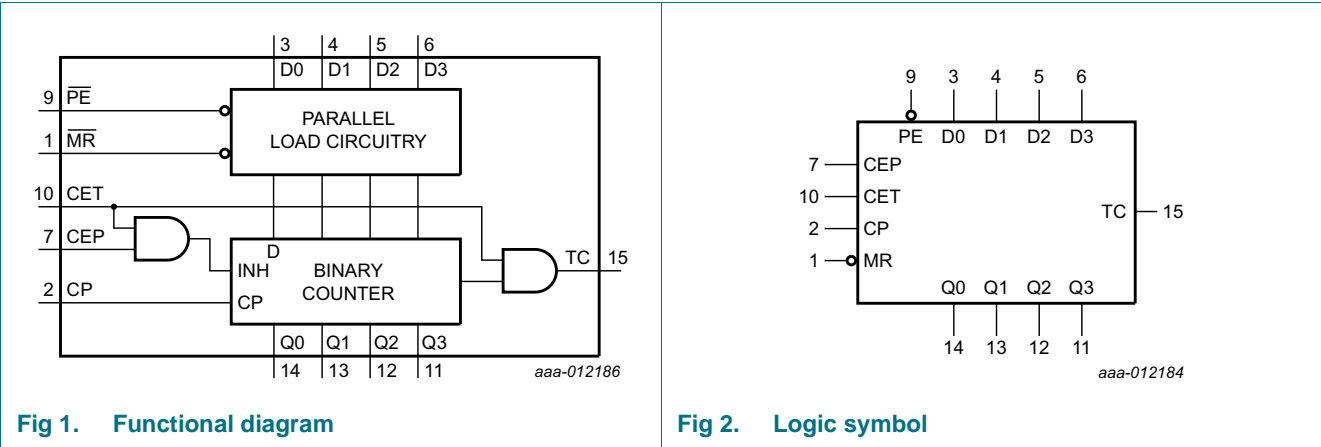 3 4 5 6
D0 D1 D2 D3
9 P̅E̅
PARALLEL
LOAD CIRCUITRY
1 M̅R̅
10 CET
7 CEP
D
INH
BINARY
COUNTER
TC 15
2 CP
CP
Q0 Q1 Q2 Q3
14 13 12 11
aaa-012186
Fig 1. Functional diagram
9 3 4 5 6
PE D0 D1 D2 D3
7 CEP
10 CET
TC 15
2 CP
1 MR
Q0 Q1 Q2 Q3
14 13 12 11
aaa-012184
Fig 2. Logic symbol